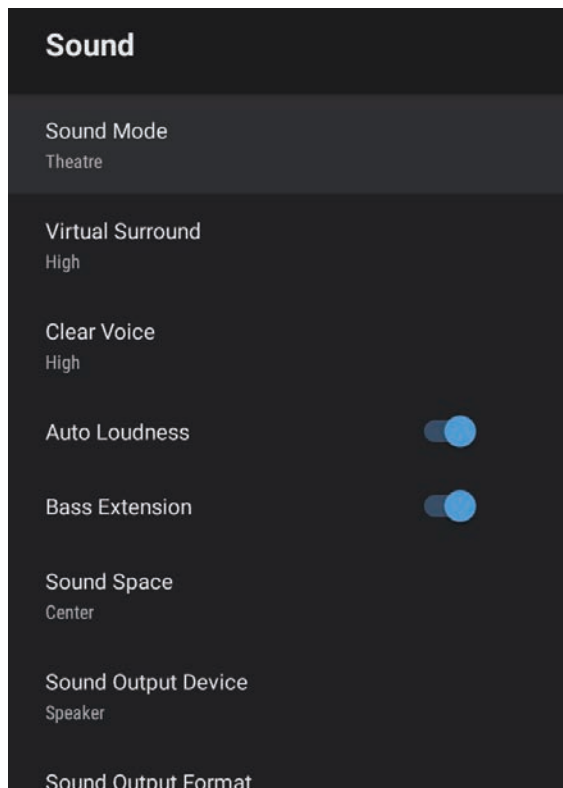 Sound
Sound Mode
Theatre
Virtual Surround
High
Clear Voice
High
Auto Loudness
Bass Extension
Sound Space
Center
Sound Output Device
Speaker
Sound Output Format